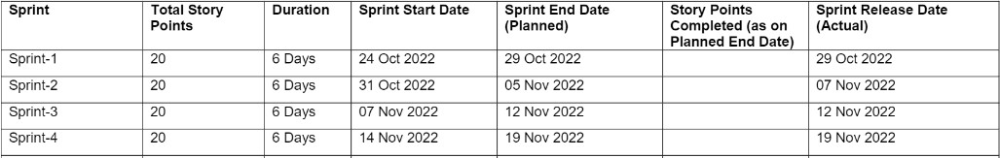 Sprint Total Story Points Duration Sprint Start Date Sprint End Date (Planned) Story Points Completed (as on Planned End Date) Sprint Release Date (Actual)
Sprint-1 20 6 Days 24 Oct 2022 29 Oct 2022 29 Oct 2022
Sprint-2 20 6 Days 31 Oct 2022 05 Nov 2022 07 Nov 2022
Sprint-3 20 6 Days 07 Nov 2022 12 Nov 2022 12 Nov 2022
Sprint-4 20 6 Days 14 Nov 2022 19 Nov 2022 19 Nov 2022